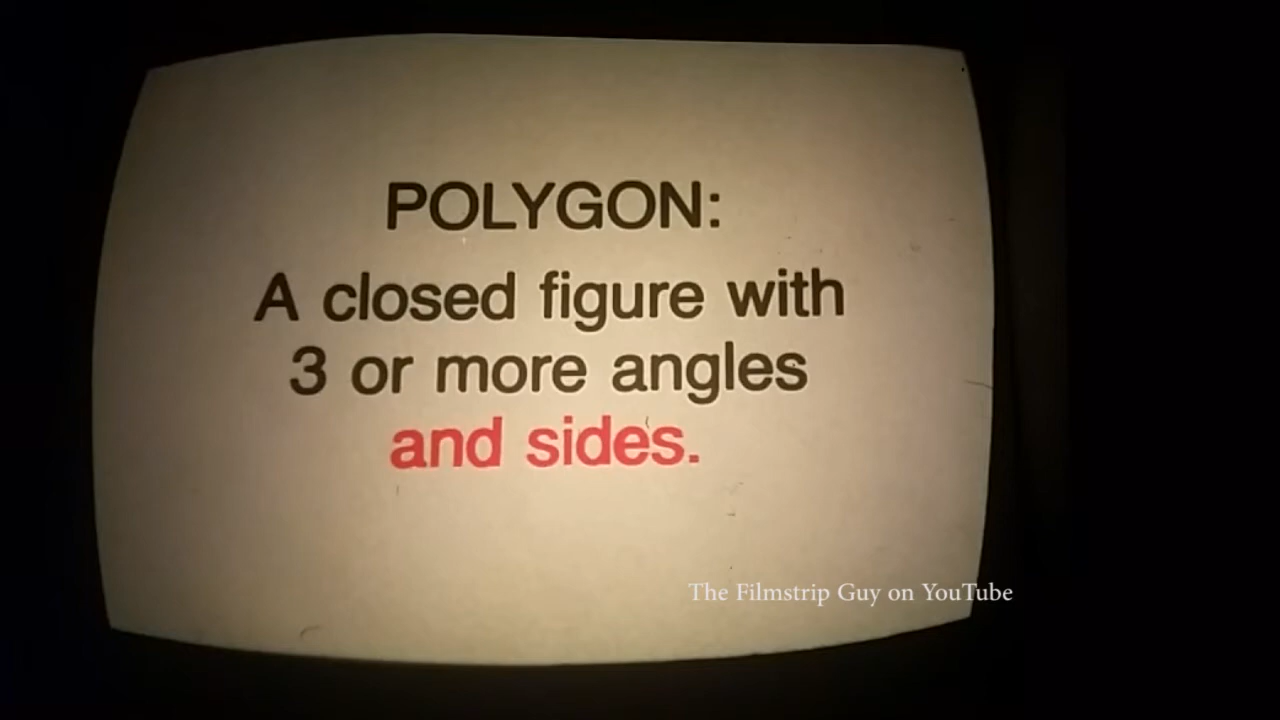 POLYGON:
A closed figure with
3 or more angles
and sides.
The Filmstrip Guy on YouTube